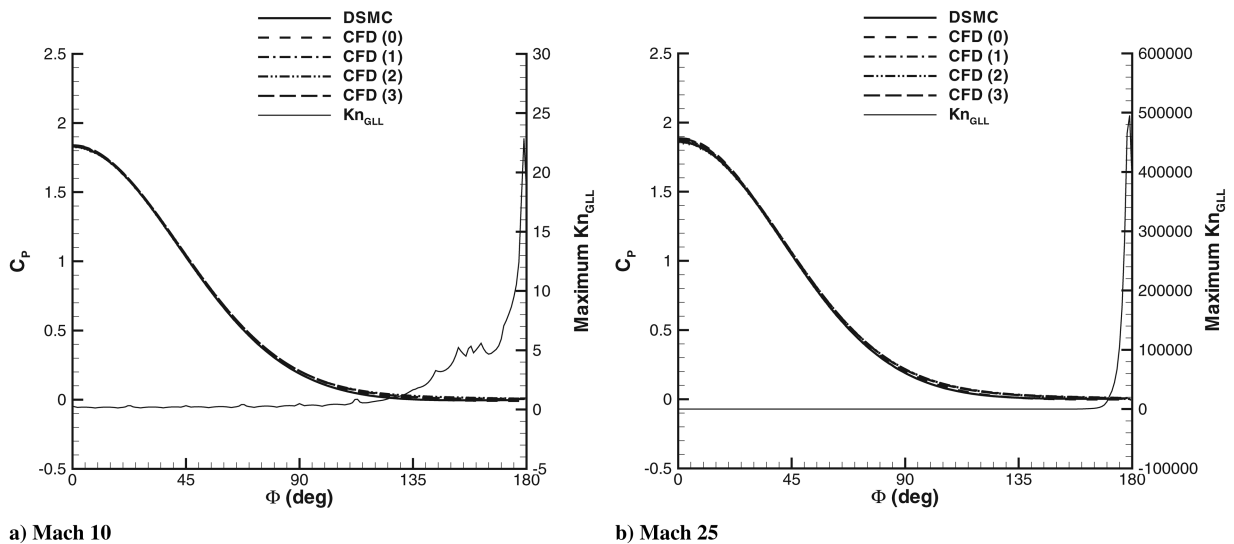 DSMC
CFD (0)
CFD (1)
CFD (2)
CFD (3)
Kn_GLL
2.5
2
1.5
1
0.5
0
-0.5
C_P
30
25
20
15
10
5
0
-5
Maximum Kn_GLL
0 45 90 135 180
Φ (deg)
a) Mach 10
DSMC
CFD (0)
CFD (1)
CFD (2)
CFD (3)
Kn_GLL
2.5
2
1.5
1
0.5
0
-0.5
C_P
600000
500000
400000
300000
200000
100000
0
-100000
Maximum Kn_GLL
0 45 90 135 180
Φ (deg)
b) Mach 25